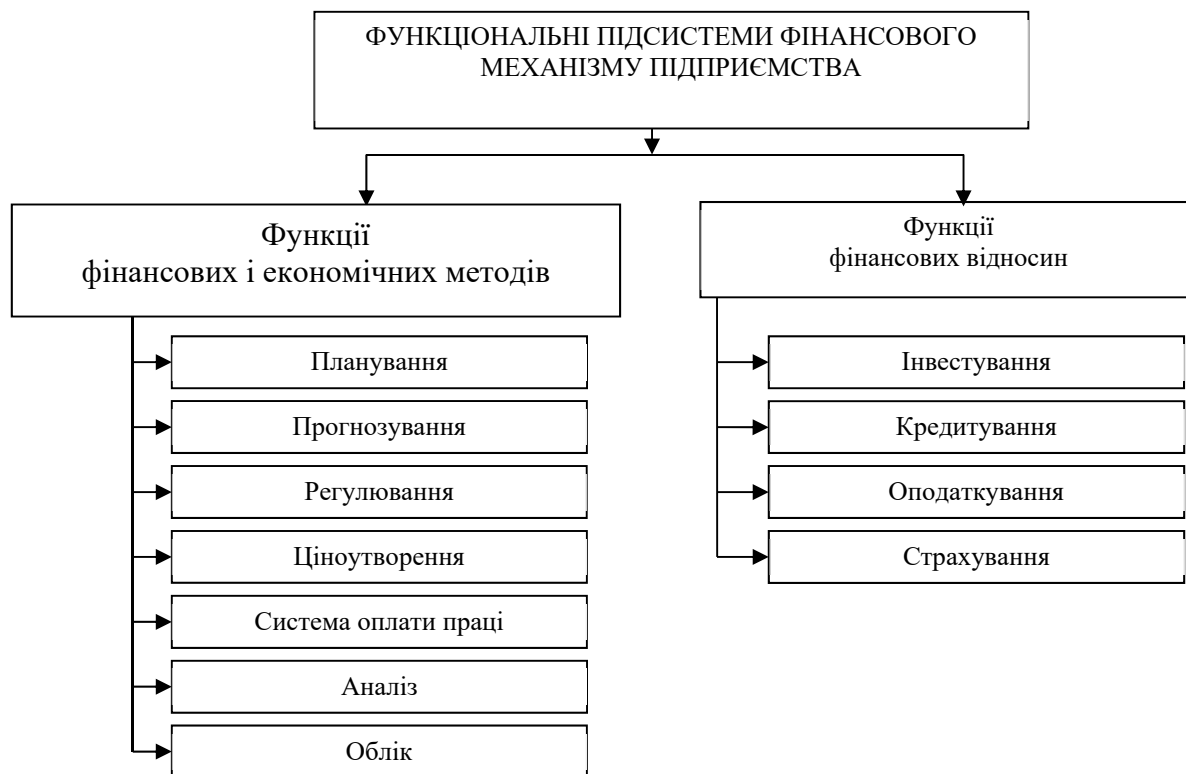 ФУНКЦІОНАЛЬНІ ПІДСИСТЕМИ ФІНАНСОВОГО
МЕХАНІЗМУ ПІДПРИЄМСТВА
Функції
фінансових і економічних методів
Планування
Прогнозування
Регулювання
Ціноутворення
Система оплати праці
Аналіз
Облік
Функції
фінансових відносин
Інвестування
Кредитування
Оподаткування
Страхування